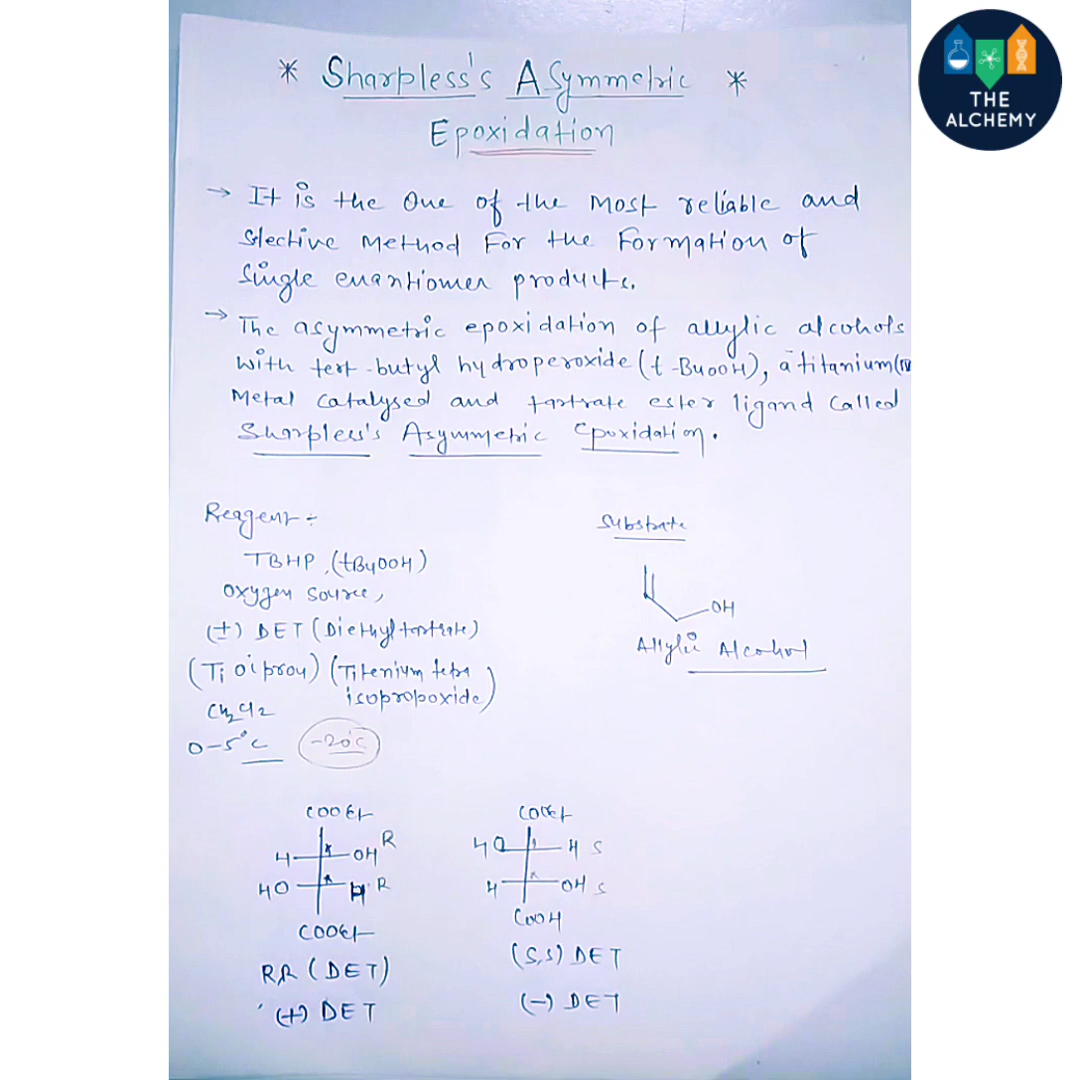 * Sharpless's Asymmetric *
Epoxidation
THE
ALCHEMY
→ It is the One of the Most reliable and
Selective Method For the Formation of
Single enantiomer products.
→ The asymmetric epoxidation of allylic alcohols
with tert-butyl hydroperoxide (t-BuOOH), a titanium (IV
Metal catalysed and tartrate ester ligand called
Sharpless's Asymmetric Epoxidation.
Reagent :-
TBHP, (tBuOOH)
Oxygen source,
(±) DET (Diethyl tartrate)
(Ti oiprou) (Titenium tetra
isopropoxide)
CH2Cl2
0-5°C -20°C
Substrate
OH
Allylic Alcohol
COOEt
H OH R
HO H R
COOEt
RR (DET)
(+) DET
COOEt
HO H S
H OH S
COOH
(S,S) DET
(-) DET